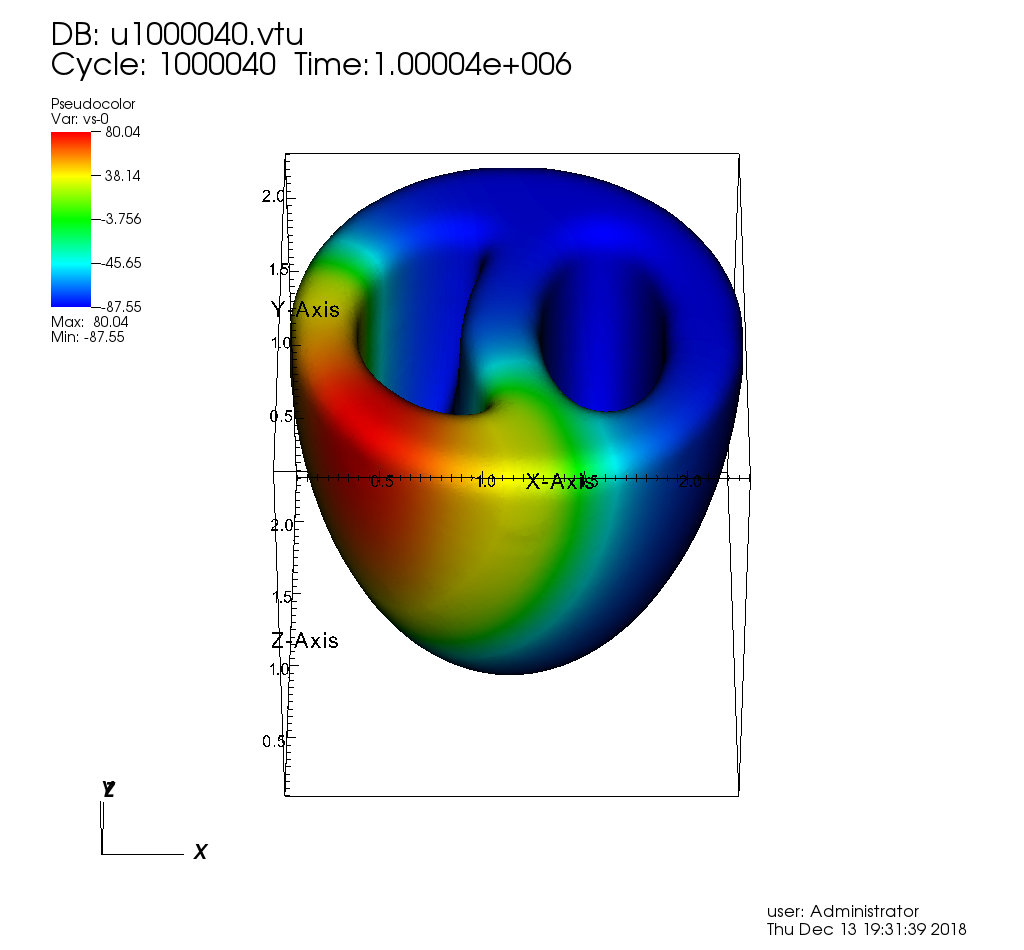 DB: u1000040.vtu
Cycle: 1000040 Time:1.00004e+006
Pseudocolor
Var: vs-0
80.04
38.14
-3.756
-45.65
-87.55
Max: 80.04
Min: -87.55
2.0
1.5
Y-Axis
1.0
0.5
0.5 1.0 X-Axis 2.0
2.0
1.5
Z-Axis
1.0
0.5
Y
Z
X
user: Administrator
Thu Dec 13 19:31:39 2018